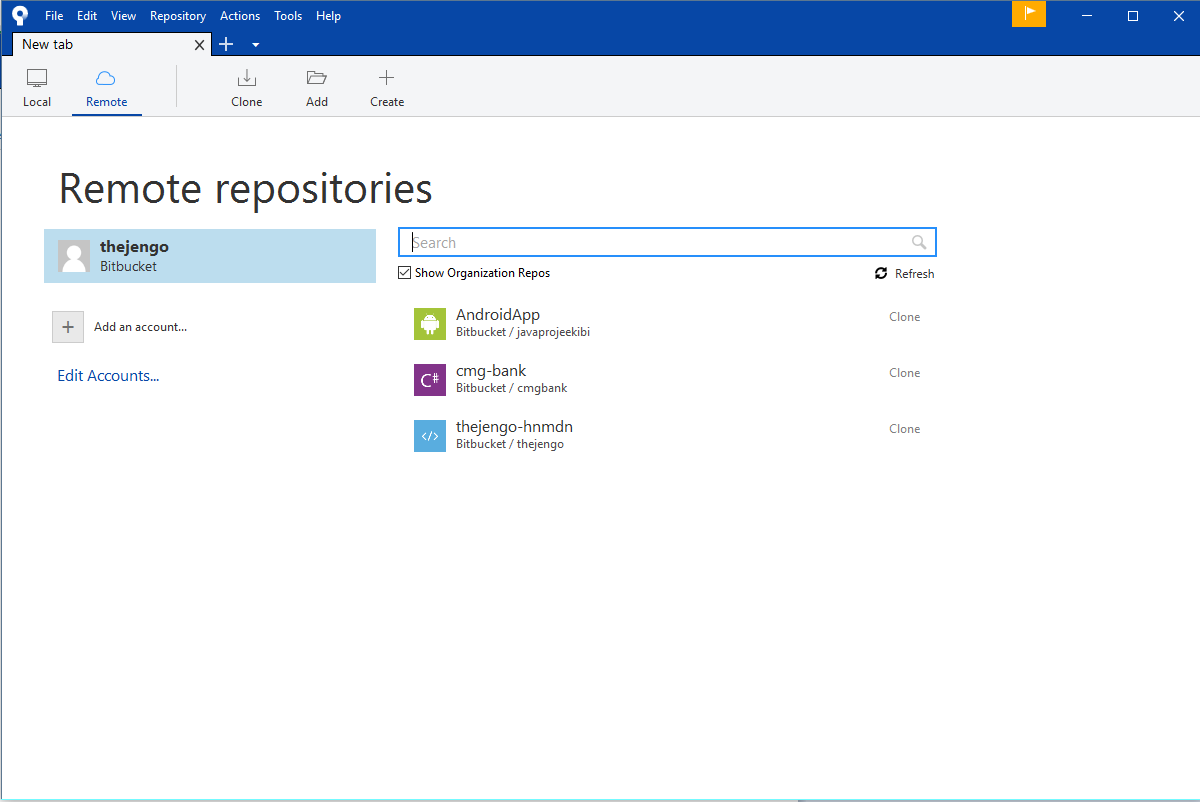 File Edit View Repository Actions Tools Help
New tab
Local Remote Clone Add Create
Remote repositories
thejengo
Bitbucket
Add an account...
Edit Accounts...
Search
Show Organization Repos Refresh
AndroidApp Clone
Bitbucket / javaprojeekibi
C# cmg-bank Clone
Bitbucket / cmgbank
</> thejengo-hnmdn Clone
Bitbucket / thejengo